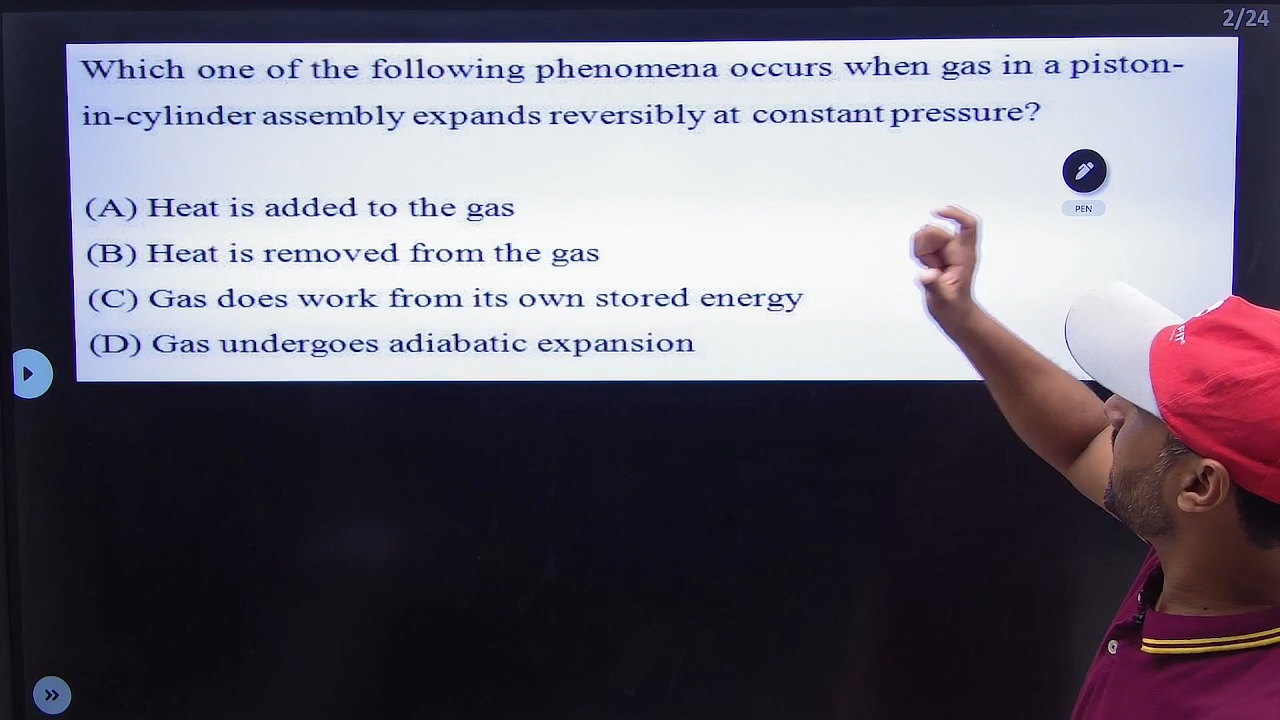 2/24
Which one of the following phenomena occurs when gas in a piston-
in-cylinder assembly expands reversibly at constant pressure?
PEN
(A) Heat is added to the gas
(B) Heat is removed from the gas
(C) Gas does work from its own stored energy
(D) Gas undergoes adiabatic expansion